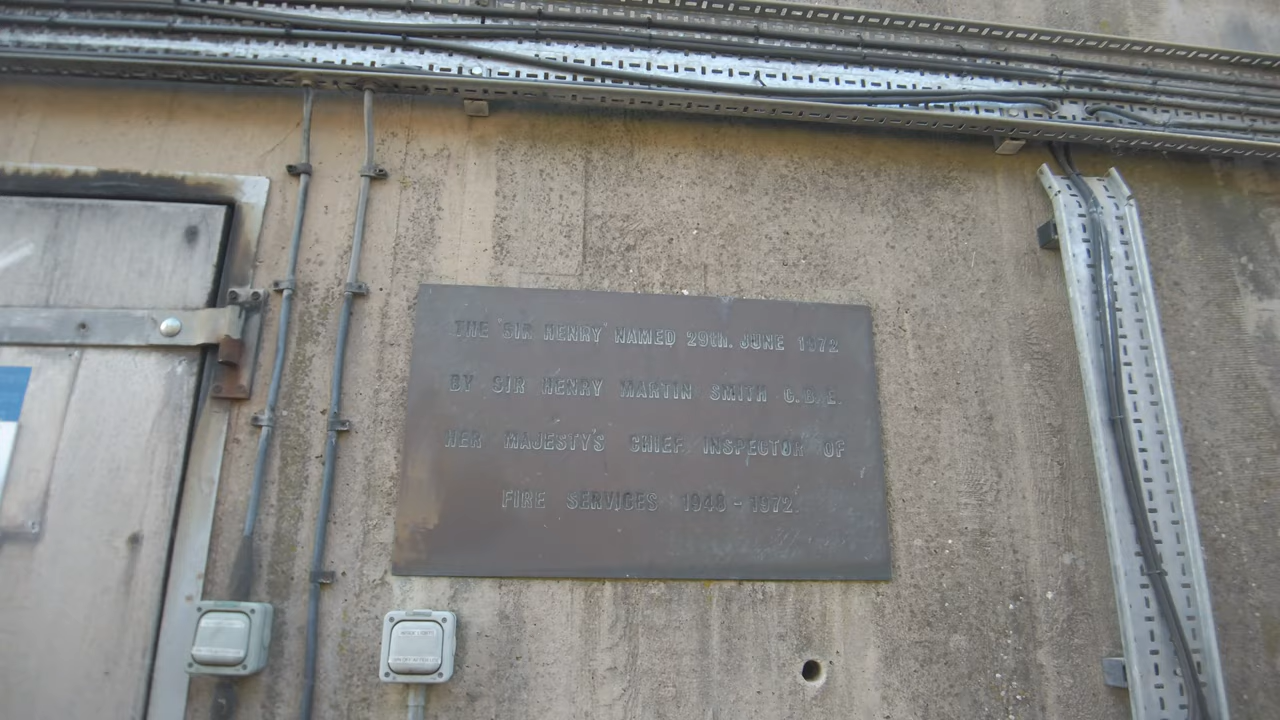 THE 'SIR HENRY' NAMED 29th. JUNE 1972
BY SIR HENRY MARTIN SMITH C.B.E.
HER MAJESTY'S CHIEF INSPECTOR OF
FIRE SERVICES 1948 - 1972.